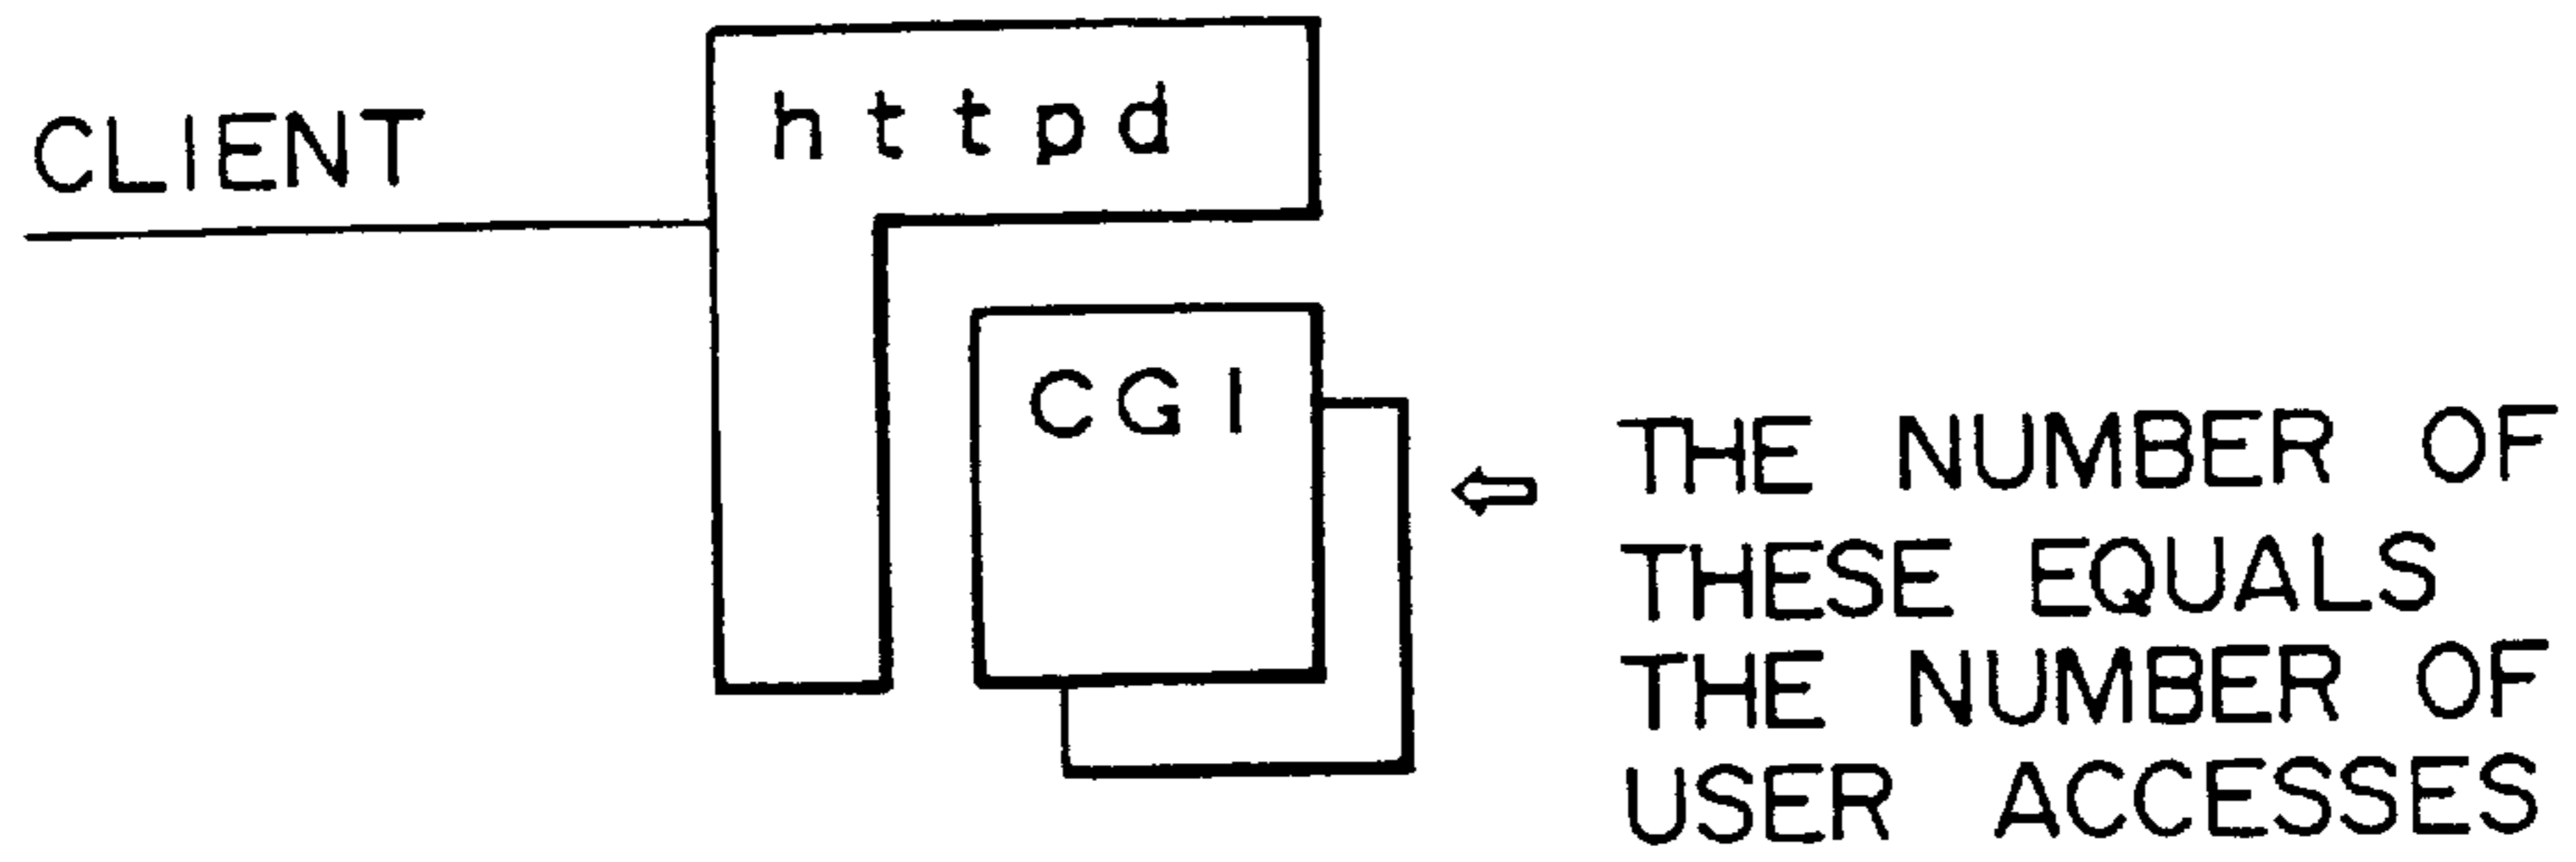 httpd
CLIENT
CGI
THE NUMBER OF
THESE EQUALS
THE NUMBER OF
USER ACCESSES